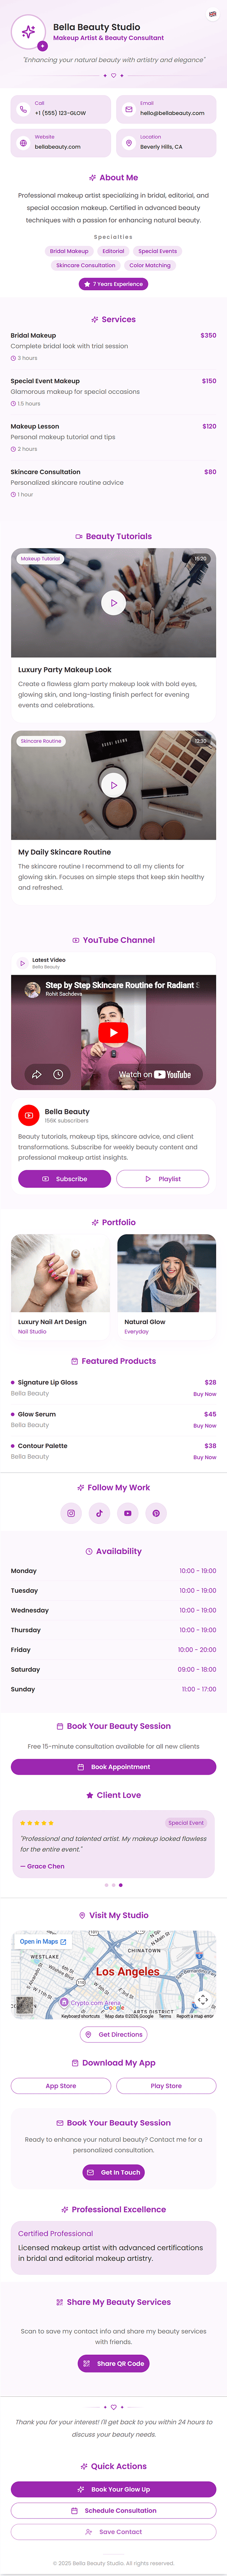 Bella Beauty Studio
Makeup Artist & Beauty Consultant
"Enhancing your natural beauty with artistry and elegance"
Call
+1 (555) 123-GLOW
Email
hello@bellabeauty.com
Website
bellabeauty.com
Location
Beverly Hills, CA
About Me
Professional makeup artist specializing in bridal, editorial, and
special occasion makeup. Certified in advanced beauty
techniques with a passion for enhancing natural beauty.
Specialties
Bridal Makeup
Editorial
Special Events
Skincare Consultation
Color Matching
7 Years Experience
Services
Bridal Makeup
$350
Complete bridal look with trial session
3 hours
Special Event Makeup
$150
Glamorous makeup for special occasions
1.5 hours
Makeup Lesson
$120
Personal makeup tutorial and tips
2 hours
Skincare Consultation
$80
Personalized skincare routine advice
1 hour
Beauty Tutorials
Makeup Tutorial
15:20
Luxury Party Makeup Look
Create a flawless glam party makeup look with bold eyes,
glowing skin, and long-lasting finish perfect for evening
events and celebrations.
Skincare Routine
12:30
BOBBI BROWN
My Daily Skincare Routine
The skincare routine I recommend to all my clients for
glowing skin. Focuses on simple steps that keep skin healthy
and refreshed.
YouTube Channel
Latest Video
Bella Beauty
Step by Step Skincare Routine for Radiant S
Rohit Sachdeva
Watch on YouTube
Bella Beauty
156K subscribers
Beauty tutorials, makeup tips, skincare advice, and client
transformations. Subscribe for weekly beauty content and
professional makeup artist insights.
Subscribe
Playlist
Portfolio
Luxury Nail Art Design
Nail Studio
Natural Glow
Everyday
Featured Products
Signature Lip Gloss
$28
Bella Beauty
Buy Now
Glow Serum
$45
Bella Beauty
Buy Now
Contour Palette
$38
Bella Beauty
Buy Now
Follow My Work
Availability
Monday
10:00 - 19:00
Tuesday
10:00 - 19:00
Wednesday
10:00 - 19:00
Thursday
10:00 - 19:00
Friday
10:00 - 20:00
Saturday
09:00 - 18:00
Sunday
11:00 - 17:00
Book Your Beauty Session
Free 15-minute consultation available for all new clients
Book Appointment
Client Love
Special Event
"Professional and talented artist. My makeup looked flawless
for the entire event."
— Grace Chen
Visit My Studio
Open in Maps
WESTLAKE
CHINATOWN
Los Angeles
Crypto.com Arena
ARTS DISTRICT
Google
Keyboard shortcuts
Map data ©2026 Google
Terms
Report a map error
Get Directions
Download My App
App Store
Play Store
Book Your Beauty Session
Ready to enhance your natural beauty? Contact me for a
personalized consultation.
Get In Touch
Professional Excellence
Certified Professional
Licensed makeup artist with advanced certifications
in bridal and editorial makeup artistry.
Share My Beauty Services
Scan to save my contact info and share my beauty services
with friends.
Share QR Code
Thank you for your interest! I'll get back to you within 24 hours to
discuss your beauty needs.
Quick Actions
Book Your Glow Up
Schedule Consultation
Save Contact
© 2025 Bella Beauty Studio. All rights reserved.